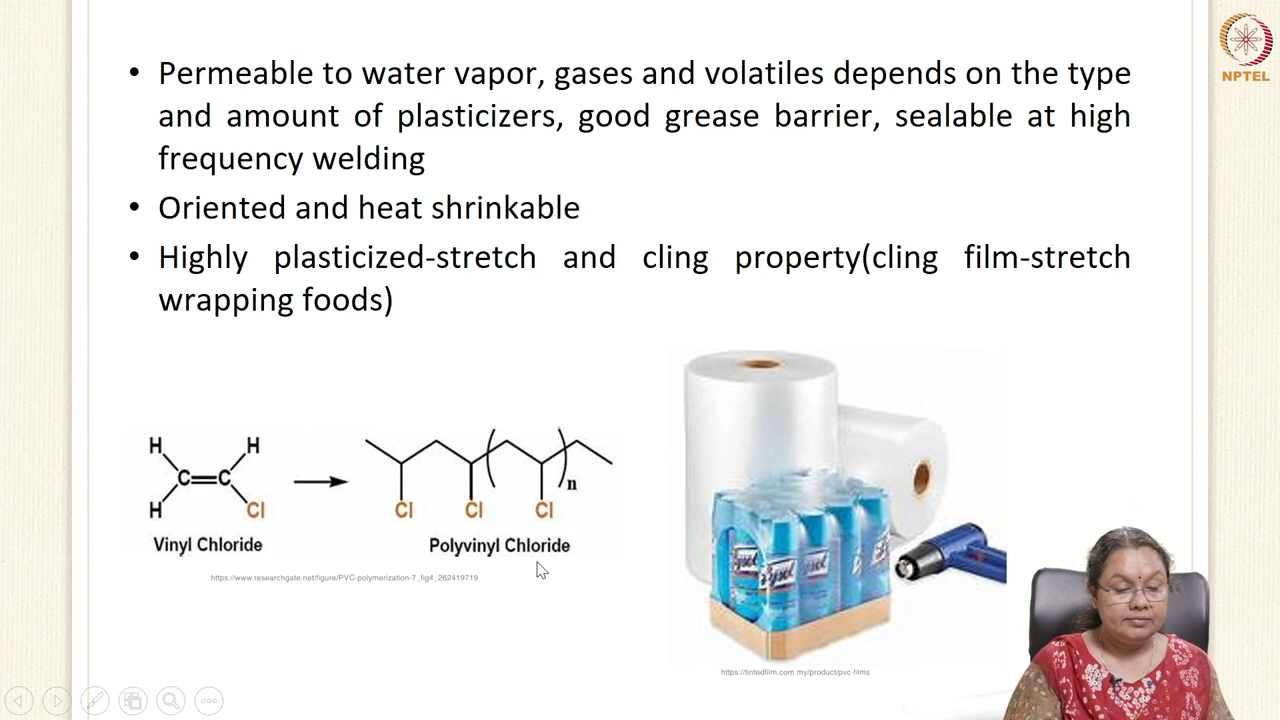 • Permeable to water vapor, gases and volatiles depends on the type
and amount of plasticizers, good grease barrier, sealable at high
frequency welding
• Oriented and heat shrinkable
• Highly plasticized-stretch and cling property(cling film-stretch
wrapping foods)
NPTEL
H H
C=C
H Cl
Vinyl Chloride
n
Cl Cl Cl
Polyvinyl Chloride
https://www.researchgate.net/figure/PVC-polymerization-7_fig4_262419719
Lysol
https://tintedfilm.com.my/product/pvc-films